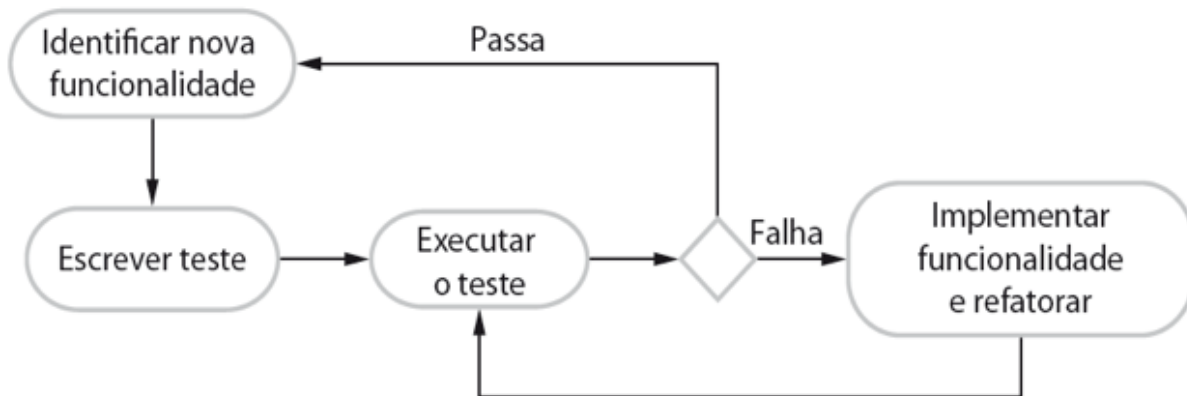 Identificar nova
funcionalidade
Passa
Escrever teste
Executar
o teste
Falha
Implementar
funcionalidade
e refatorar